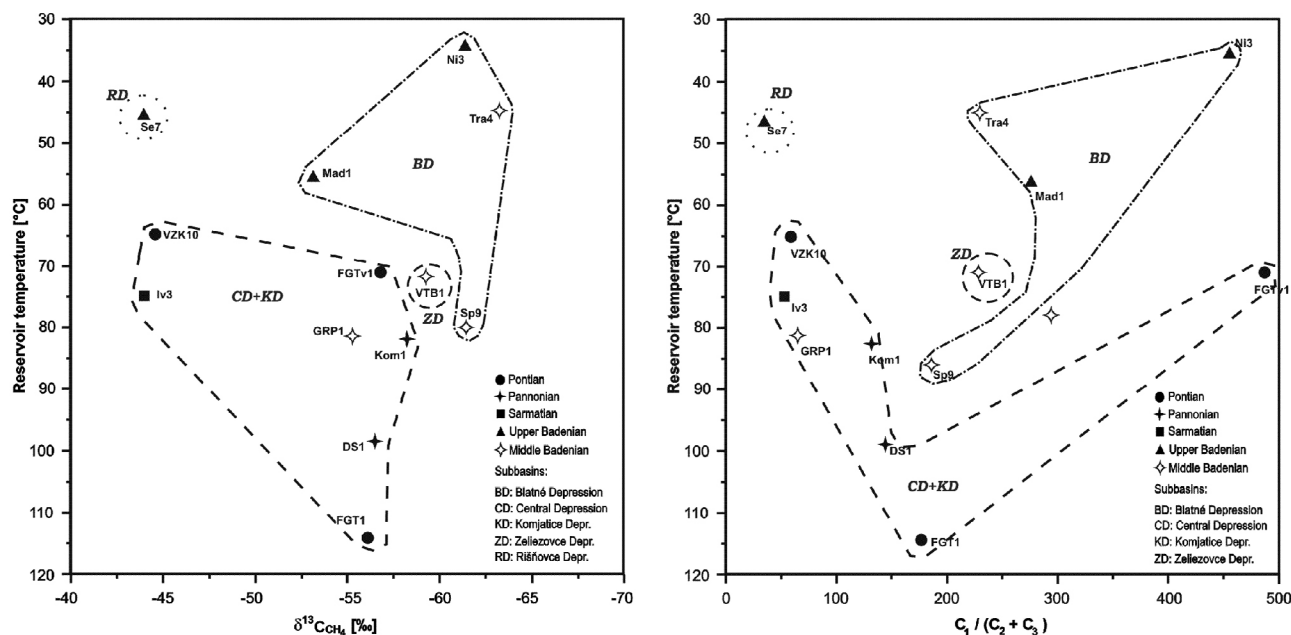 30
40
50
60
70
80
90
100
110
120
Reservoir temperature [°C]
-40
-45
-50
-55
-60
-65
-70
δ¹³C_CH₄ [‰]
RD
Se7
Ni3
Tra4
BD
Mad1
VZK10
FGTv1
VTB1
Iv3
CD+KD
ZD
Sp9
GRP1
Kom1
DS1
FGT1
Pontian
Pannonian
Sarmatian
Upper Badenian
Middle Badenian
Subbasins:
BD: Blatné Depression
CD: Central Depression
KD: Komjatice Depr.
ZD: Zeliezovce Depr.
RD: Rišňovce Depr.
30
40
50
60
70
80
90
100
110
120
Reservoir temperature [°C]
0
100
200
300
400
500
C₁ / (C₂ + C₃)
Ni3
RD
Se7
Tra4
BD
Mad1
VZK10
ZD
VTB1
FGTv1
Iv3
GRP1
Kom1
Sp9
DS1
CD+KD
FGT1
Pontian
Pannonian
Sarmatian
Upper Badenian
Middle Badenian
Subbasins:
BD: Blatné Depression
CD: Central Depression
KD: Komjatice Depr.
ZD: Zeliezovce Depr.